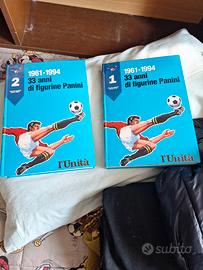 2
1961-1994
33 anni
di figurine Panini
l'Unità
1
1961-1994
33 anni
di figurine Panini
l'Unità
subito